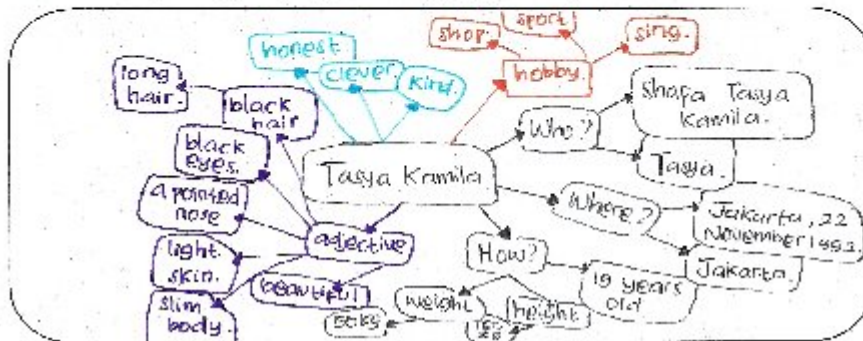 sport
shop.
sing.
hobby.
honest
clever
kind.
long
hair.
black
hair
black
eyes.
a pointed
nose
light
skin.
slim
body.
beautiful
adjective
Tasya Kamila
Who?
Shafa Tasya
Kamila.
Tasya.
Where?
Jakarta, 22
November 1992
Jakarta.
How?
19 years
old
weight
height